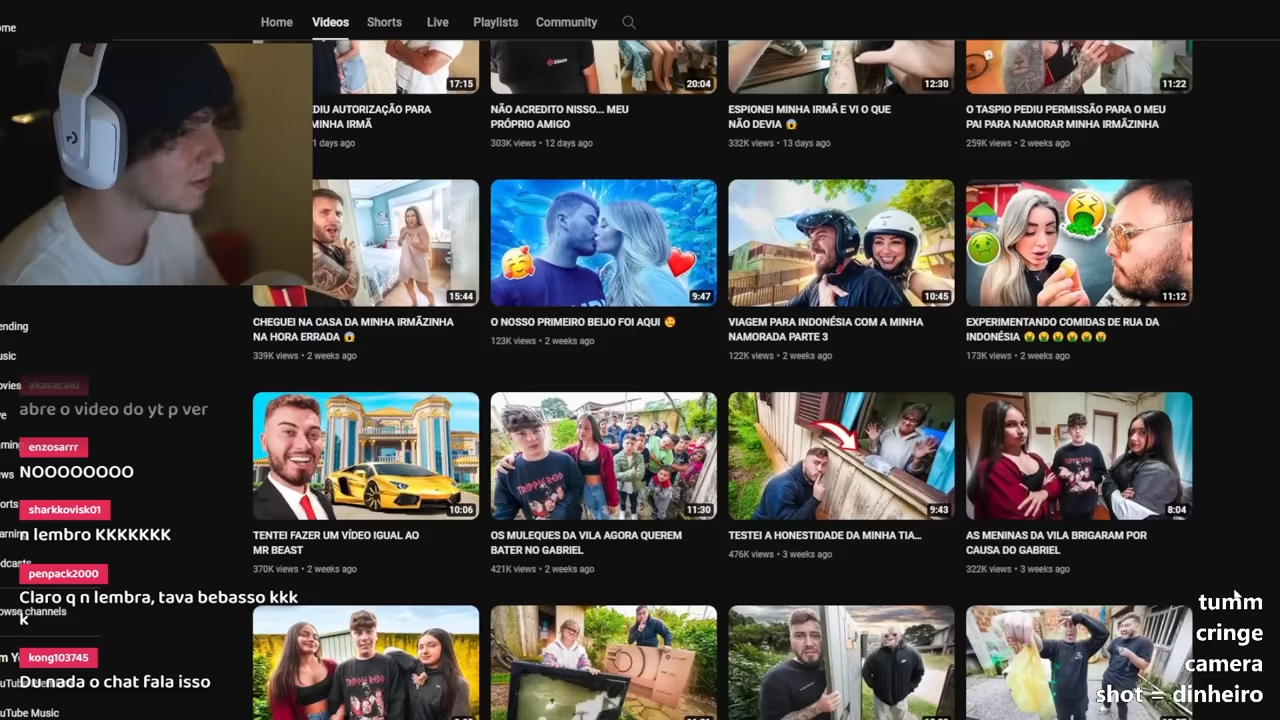 ome
Home Videos Shorts Live Playlists Community
17:15
20:04
12:30
11:22
DIU AUTORIZAÇÃO PARA
MINHA IRMÃ
1 days ago
NÃO ACREDITO NISSO... MEU
PRÓPRIO AMIGO
303K views • 12 days ago
ESPIONEI MINHA IRMÃ E VI O QUE
NÃO DEVIA 😱
332K views • 13 days ago
O TASPIO PEDIU PERMISSÃO PARA O MEU
PAI PARA NAMORAR MINHA IRMÃZINHA
259K views • 2 weeks ago
15:44
9:47
10:45
11:12
CHEGUEI NA CASA DA MINHA IRMÃZINHA
NA HORA ERRADA 😱
339K views • 2 weeks ago
O NOSSO PRIMEIRO BEIJO FOI AQUI 🥰
123K views • 2 weeks ago
VIAGEM PARA INDONÉSIA COM A MINHA
NAMORADA PARTE 3
122K views • 2 weeks ago
EXPERIMENTANDO COMIDAS DE RUA DA
INDONÉSIA 🤮🤮🤮🤮🤮🤮
173K views • 2 weeks ago
TRIPPIE REDD
10:06
11:30
9:43
8:04
TENTEI FAZER UM VÍDEO IGUAL AO
MR BEAST
370K views • 2 weeks ago
OS MULEQUES DA VILA AGORA QUEREM
BATER NO GABRIEL
421K views • 2 weeks ago
TESTEI A HONESTIDADE DA MINHA TIA...
476K views • 3 weeks ago
AS MENINAS DA VILA BRIGARAM POR
CAUSA DO GABRIEL
322K views • 3 weeks ago
ending
usic
ovies
akasacaiu
abre o video do yt p ver
enzosarrr
NOOOOOOOO
orts
sharkkovisk01
n lembro KKKKKKK
penpack2000
Claro q n lembra, tava bebasso kkk
k
owse channels
kong103745
Du nada o chat fala isso
uTube Music
tumm
cringe
camera
shot = dinheiro